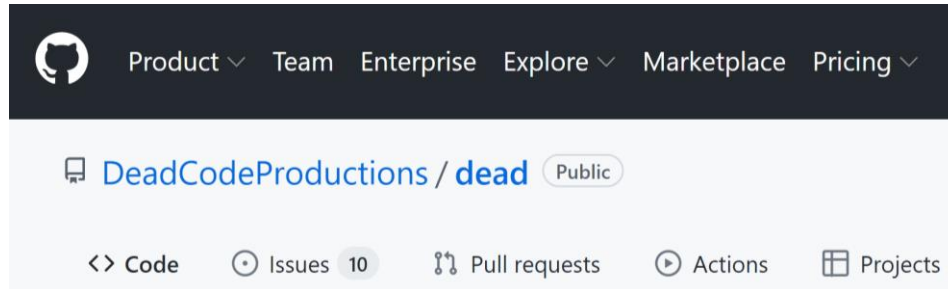 Product Team Enterprise Explore Marketplace Pricing
DeadCodeProductions / dead Public
<> Code Issues 10 Pull requests Actions Projects